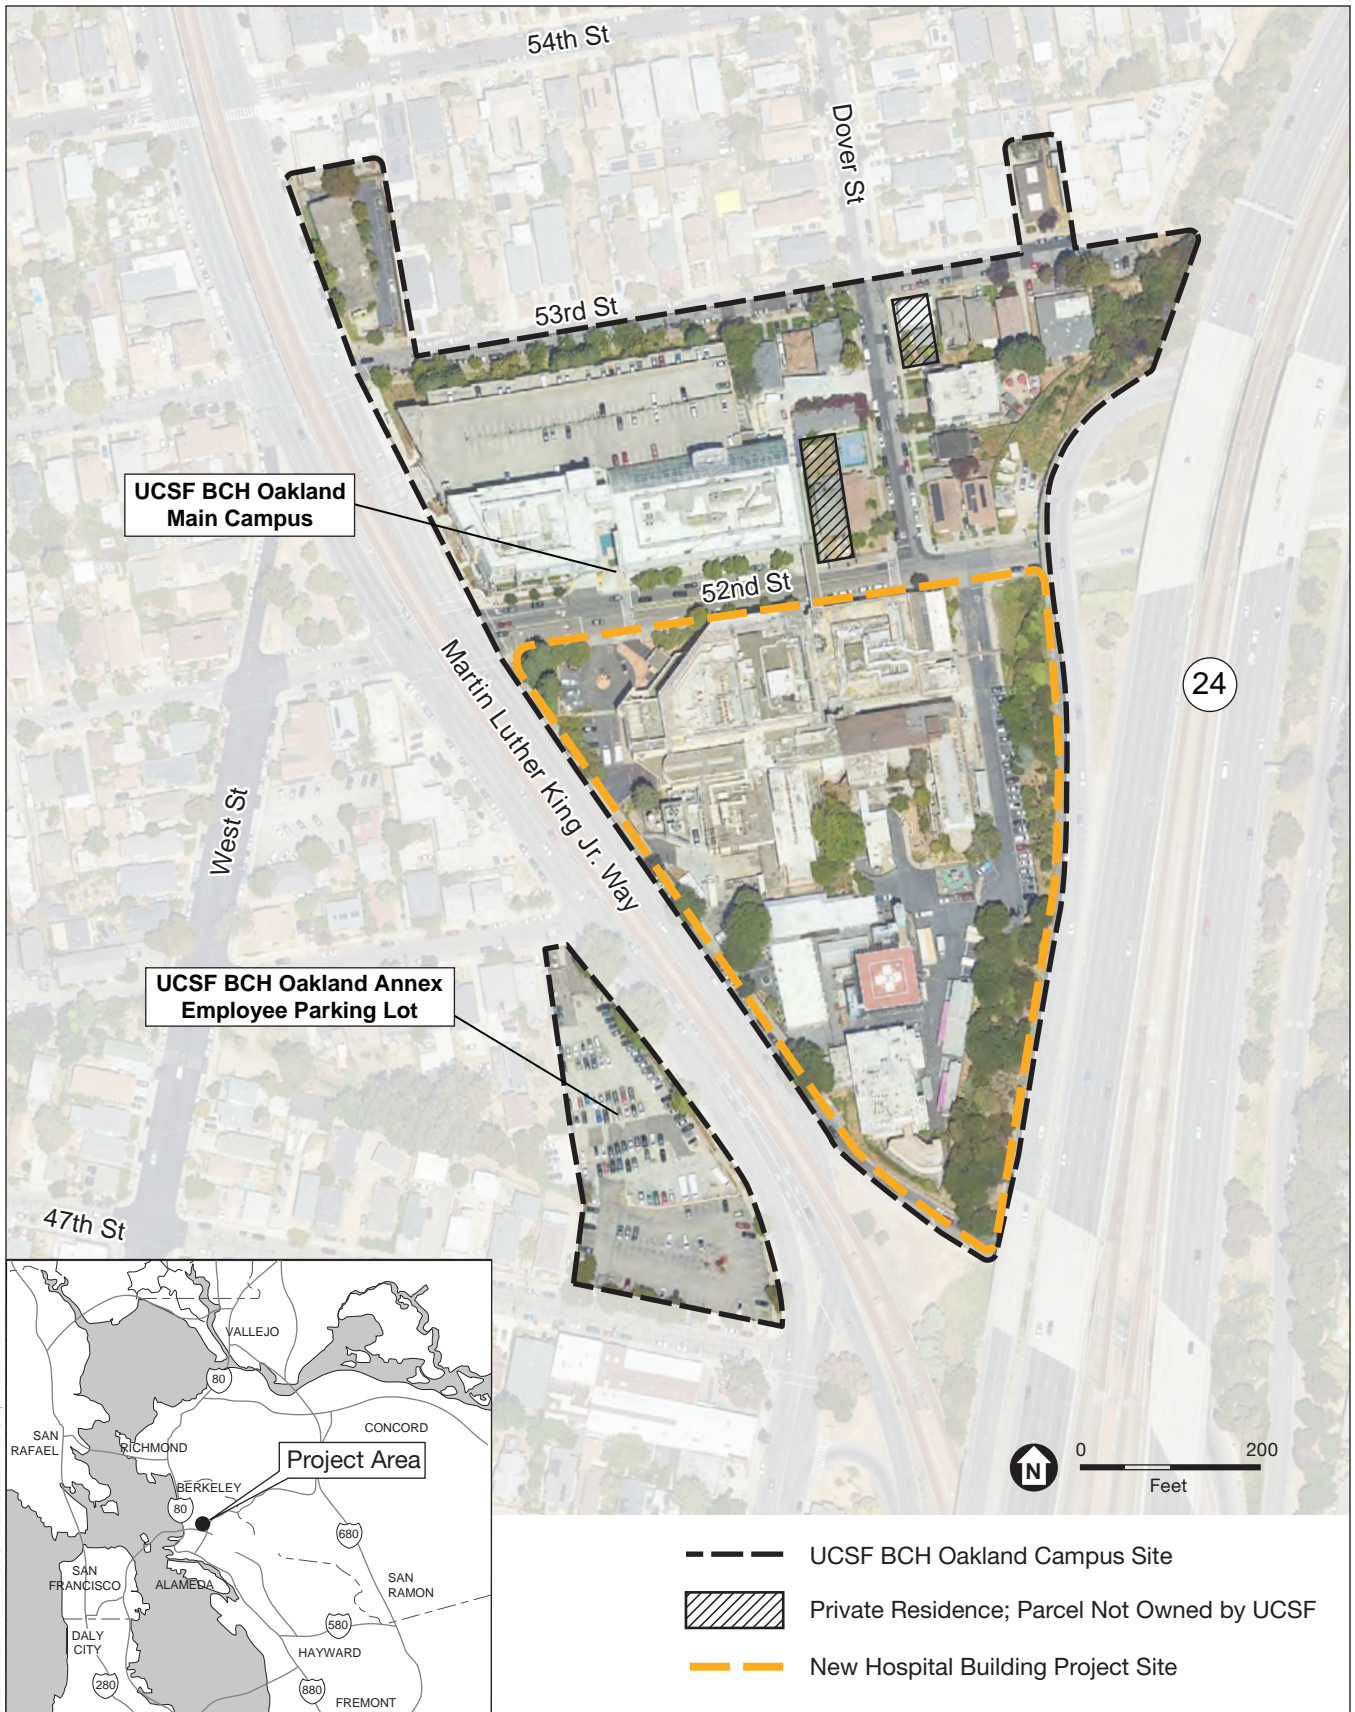 54th St
Dover St
53rd St
UCSF BCH Oakland
Main Campus
52nd St
Martin Luther King Jr. Way
24
West St
UCSF BCH Oakland Annex
Employee Parking Lot
47th St
VALLEJO
80
CONCORD
SAN
RAFAEL
RICHMOND
Project Area
BERKELEY
80
680
SAN
FRANCISCO
ALAMEDA
SAN
RAMON
580
DALY
CITY
HAYWARD
280
880
FREMONT
N
0 200
Feet
UCSF BCH Oakland Campus Site
Private Residence; Parcel Not Owned by UCSF
New Hospital Building Project Site